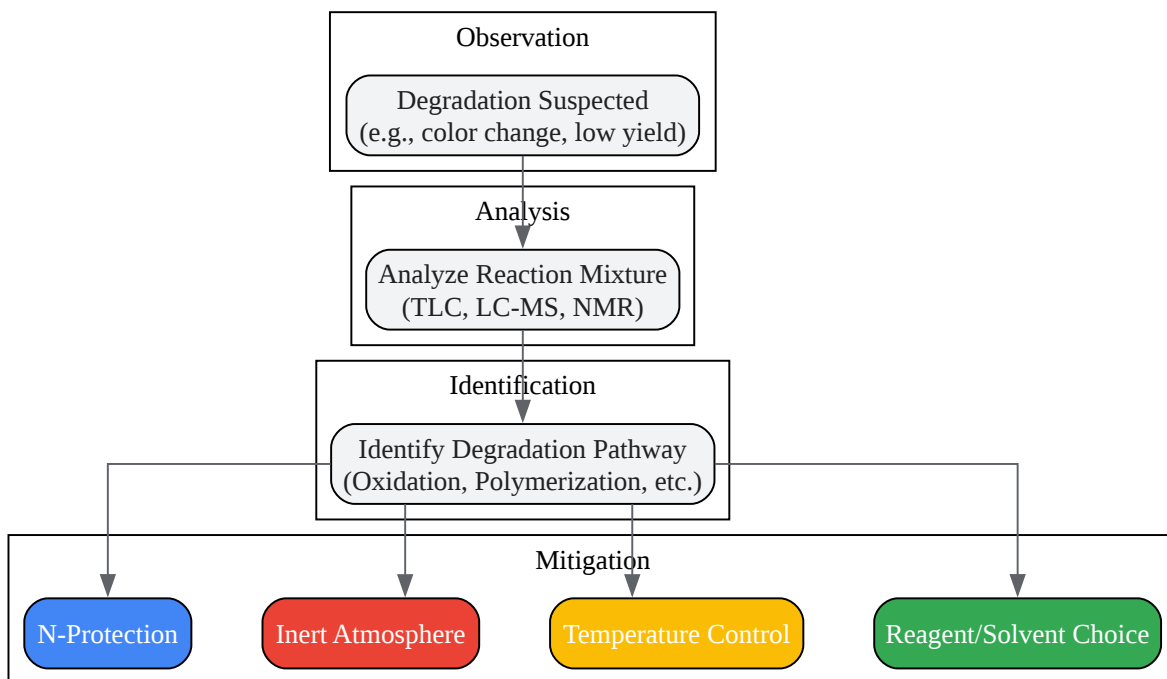 Observation
Degradation Suspected
(e.g., color change, low yield)
Analysis
Analyze Reaction Mixture
(TLC, LC-MS, NMR)
Identification
Identify Degradation Pathway
(Oxidation, Polymerization, etc.)
Mitigation
N-Protection
Inert Atmosphere
Temperature Control
Reagent/Solvent Choice